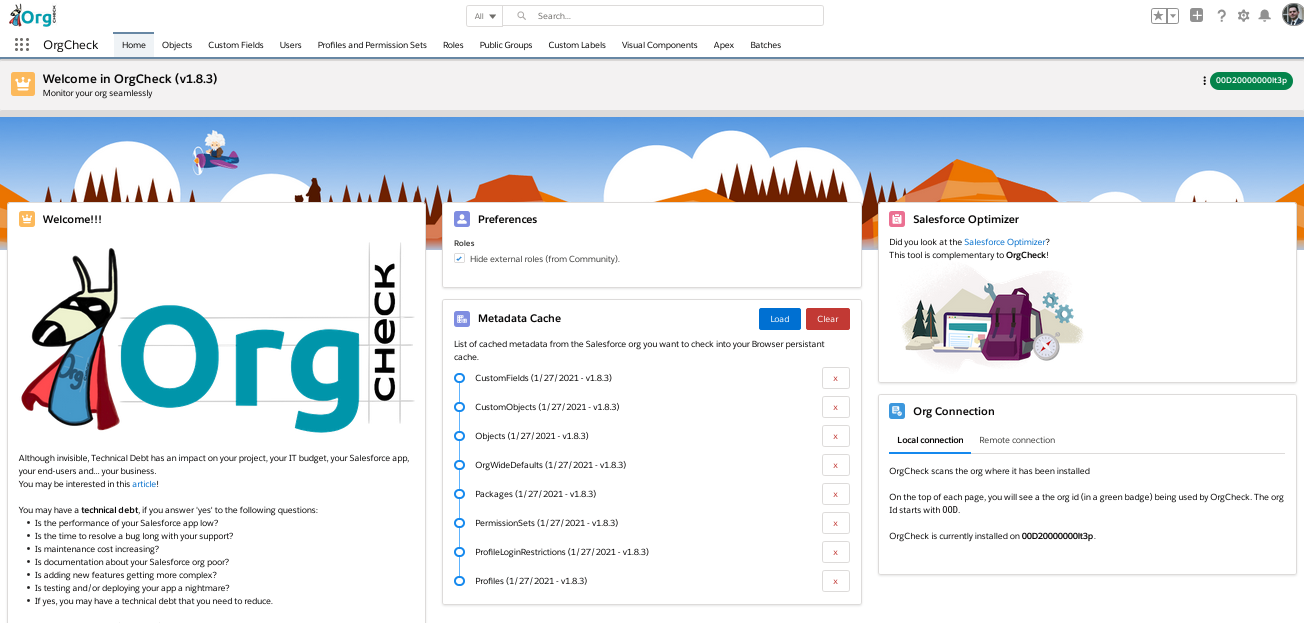 Org CHECK
All
Search...
OrgCheck
Home
Objects
Custom Fields
Users
Profiles and Permission Sets
Roles
Public Groups
Custom Labels
Visual Components
Apex
Batches
Welcome in OrgCheck (v1.8.3)
Monitor your org seamlessly
00D20000000It3p
Welcome!!!
Org CHECK
Org
Although invisible, Technical Debt has an impact on your project, your IT budget, your Salesforce app,
your end-users and... your business.
You may be interested in this article!
You may have a technical debt, if you answer 'yes' to the following questions:
• Is the performance of your Salesforce app low?
• Is the time to resolve a bug long with your support?
• Is maintenance cost increasing?
• Is documentation about your Salesforce org poor?
• Is adding new features getting more complex?
• Is testing and/or deploying your app a nightmare?
• If yes, you may have a technical debt that you need to reduce.
Preferences
Roles
Hide external roles (from Community).
Metadata Cache
Load
Clear
List of cached metadata from the Salesforce org you want to check into your Browser persistant
cache.
CustomFields (1/27/2021 - v1.8.3)
x
CustomObjects (1/27/2021 - v1.8.3)
x
Objects (1/27/2021 - v1.8.3)
x
OrgWideDefaults (1/27/2021 - v1.8.3)
x
Packages (1/27/2021 - v1.8.3)
x
PermissionSets (1/27/2021 - v1.8.3)
x
ProfileLoginRestrictions (1/27/2021 - v1.8.3)
x
Profiles (1/27/2021 - v1.8.3)
x
Salesforce Optimizer
Did you look at the Salesforce Optimizer?
This tool is complementary to OrgCheck!
Org Connection
Local connection
Remote connection
OrgCheck scans the org where it has been installed
On the top of each page, you will see a the org id (in a green badge) being used by OrgCheck. The org
Id starts with 00D.
OrgCheck is currently installed on 00D20000000It3p.